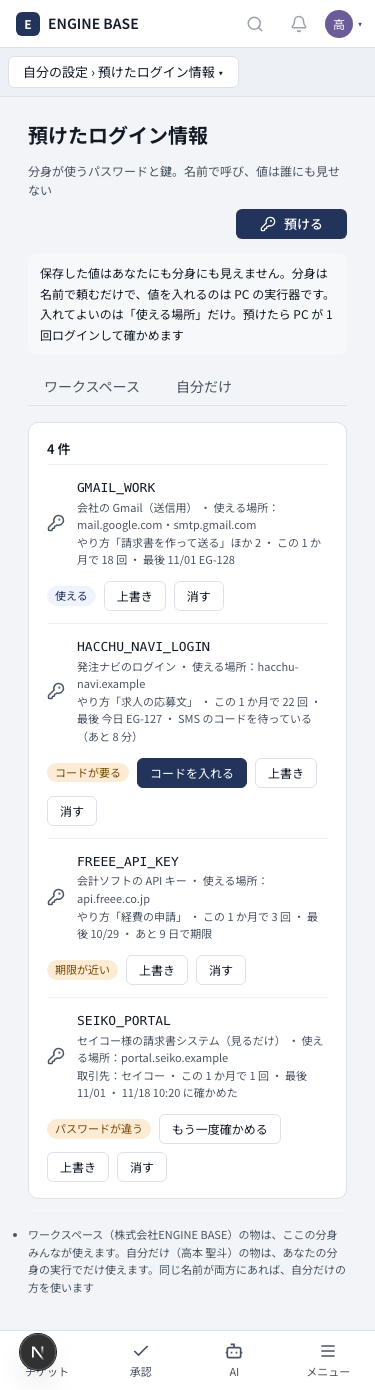 E ENGINE BASE 高
自分の設定 › 預けたログイン情報 ▾
預けたログイン情報
分身が使うパスワードと鍵。名前で呼び、値は誰にも見せ
ない
預ける
保存した値はあなたにも分身にも見えません。分身は
名前で頼むだけで、値を入れるのは PC の実行器です。
入れてよいのは「使える場所」だけ。預けたら PC が 1
回ログインして確かめます
ワークスペース 自分だけ
4 件
GMAIL_WORK
会社の Gmail（送信用） ・ 使える場所：
mail.google.com・smtp.gmail.com
やり方「請求書を作って送る」ほか 2 ・ この 1 か
月で 18 回 ・ 最後 11/01 EG-128
使える 上書き 消す
HACCHU_NAVI_LOGIN
発注ナビのログイン ・ 使える場所：hacchu-
navi.example
やり方「求人の応募文」 ・ この 1 か月で 22 回 ・
最後 今日 EG-127 ・ SMS のコードを待っている
（あと 8 分）
コードが要る コードを入れる 上書き
消す
FREEE_API_KEY
会計ソフトの API キー ・ 使える場所：
api.freee.co.jp
やり方「経費の申請」 ・ この 1 か月で 3 回 ・ 最
後 10/29 ・ あと 9 日で期限
期限が近い 上書き 消す
SEIKO_PORTAL
セイコー様の請求書システム（見るだけ） ・ 使え
る場所：portal.seiko.example
取引先：セイコー ・ この 1 か月で 1 回 ・ 最後
11/01 ・ 11/18 10:20 に確かめた
パスワードが違う もう一度確かめる
上書き 消す
• ワークスペース（株式会社ENGINE BASE）の物は、ここの分身
みんなが使えます。自分だけ（高本 聖斗）の物は、あなたの分
身の実行でだけ使えます。同じ名前が両方にあれば、自分だけの
方を使います
N
チケット 承認 AI メニュー